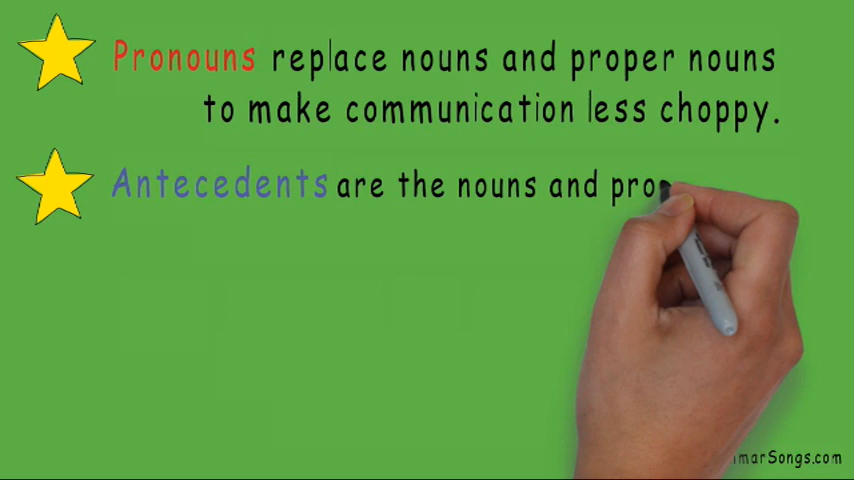 Pronouns replace nouns and proper nouns
to make communication less choppy.
Antecedents are the nouns and pro
marSongs.com